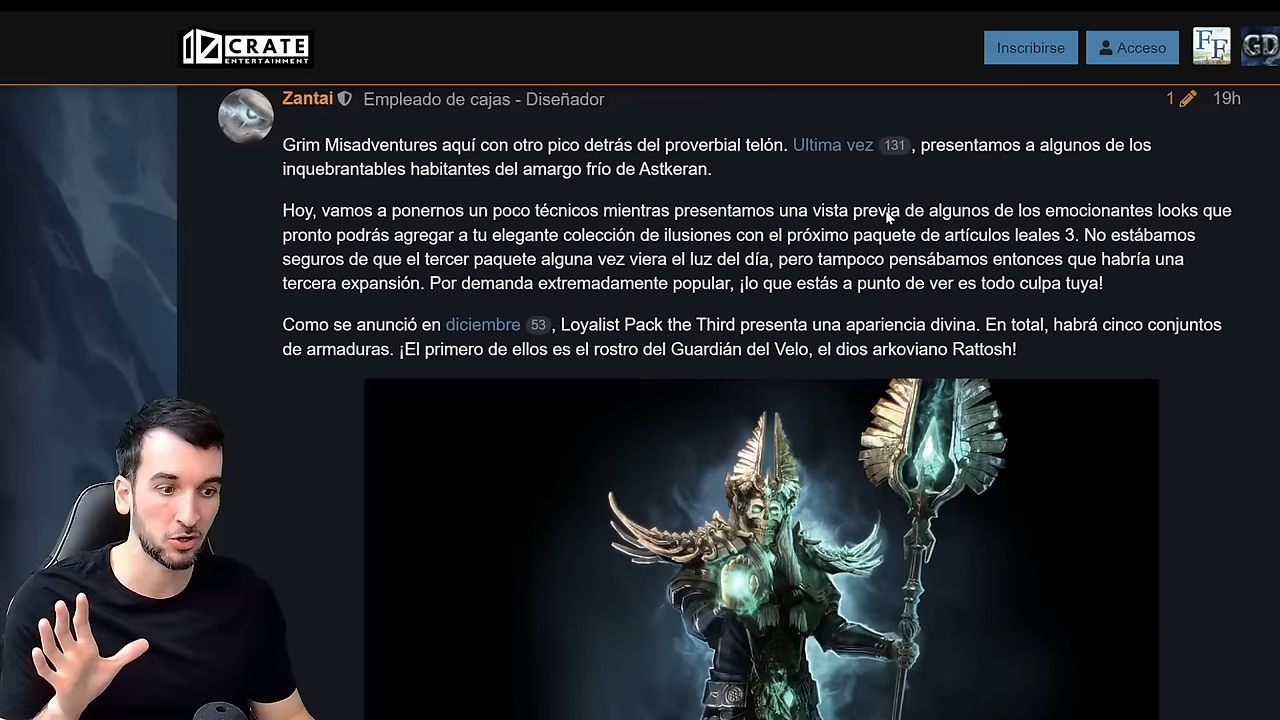 CRATE
ENTERTAINMENT
Inscribirse
Acceso
FF
GD
Zantai Empleado de cajas - Diseñador 1 19h
Grim Misadventures aquí con otro pico detrás del proverbial telón. Ultima vez 131, presentamos a algunos de los
inquebrantables habitantes del amargo frío de Astkeran.
Hoy, vamos a ponernos un poco técnicos mientras presentamos una vista previa de algunos de los emocionantes looks que
pronto podrás agregar a tu elegante colección de ilusiones con el próximo paquete de artículos leales 3. No estábamos
seguros de que el tercer paquete alguna vez viera el luz del día, pero tampoco pensábamos entonces que habría una
tercera expansión. Por demanda extremadamente popular, ¡lo que estás a punto de ver es todo culpa tuya!
Como se anunció en diciembre 53, Loyalist Pack the Third presenta una apariencia divina. En total, habrá cinco conjuntos
de armaduras. ¡El primero de ellos es el rostro del Guardián del Velo, el dios arkoviano Rattosh!